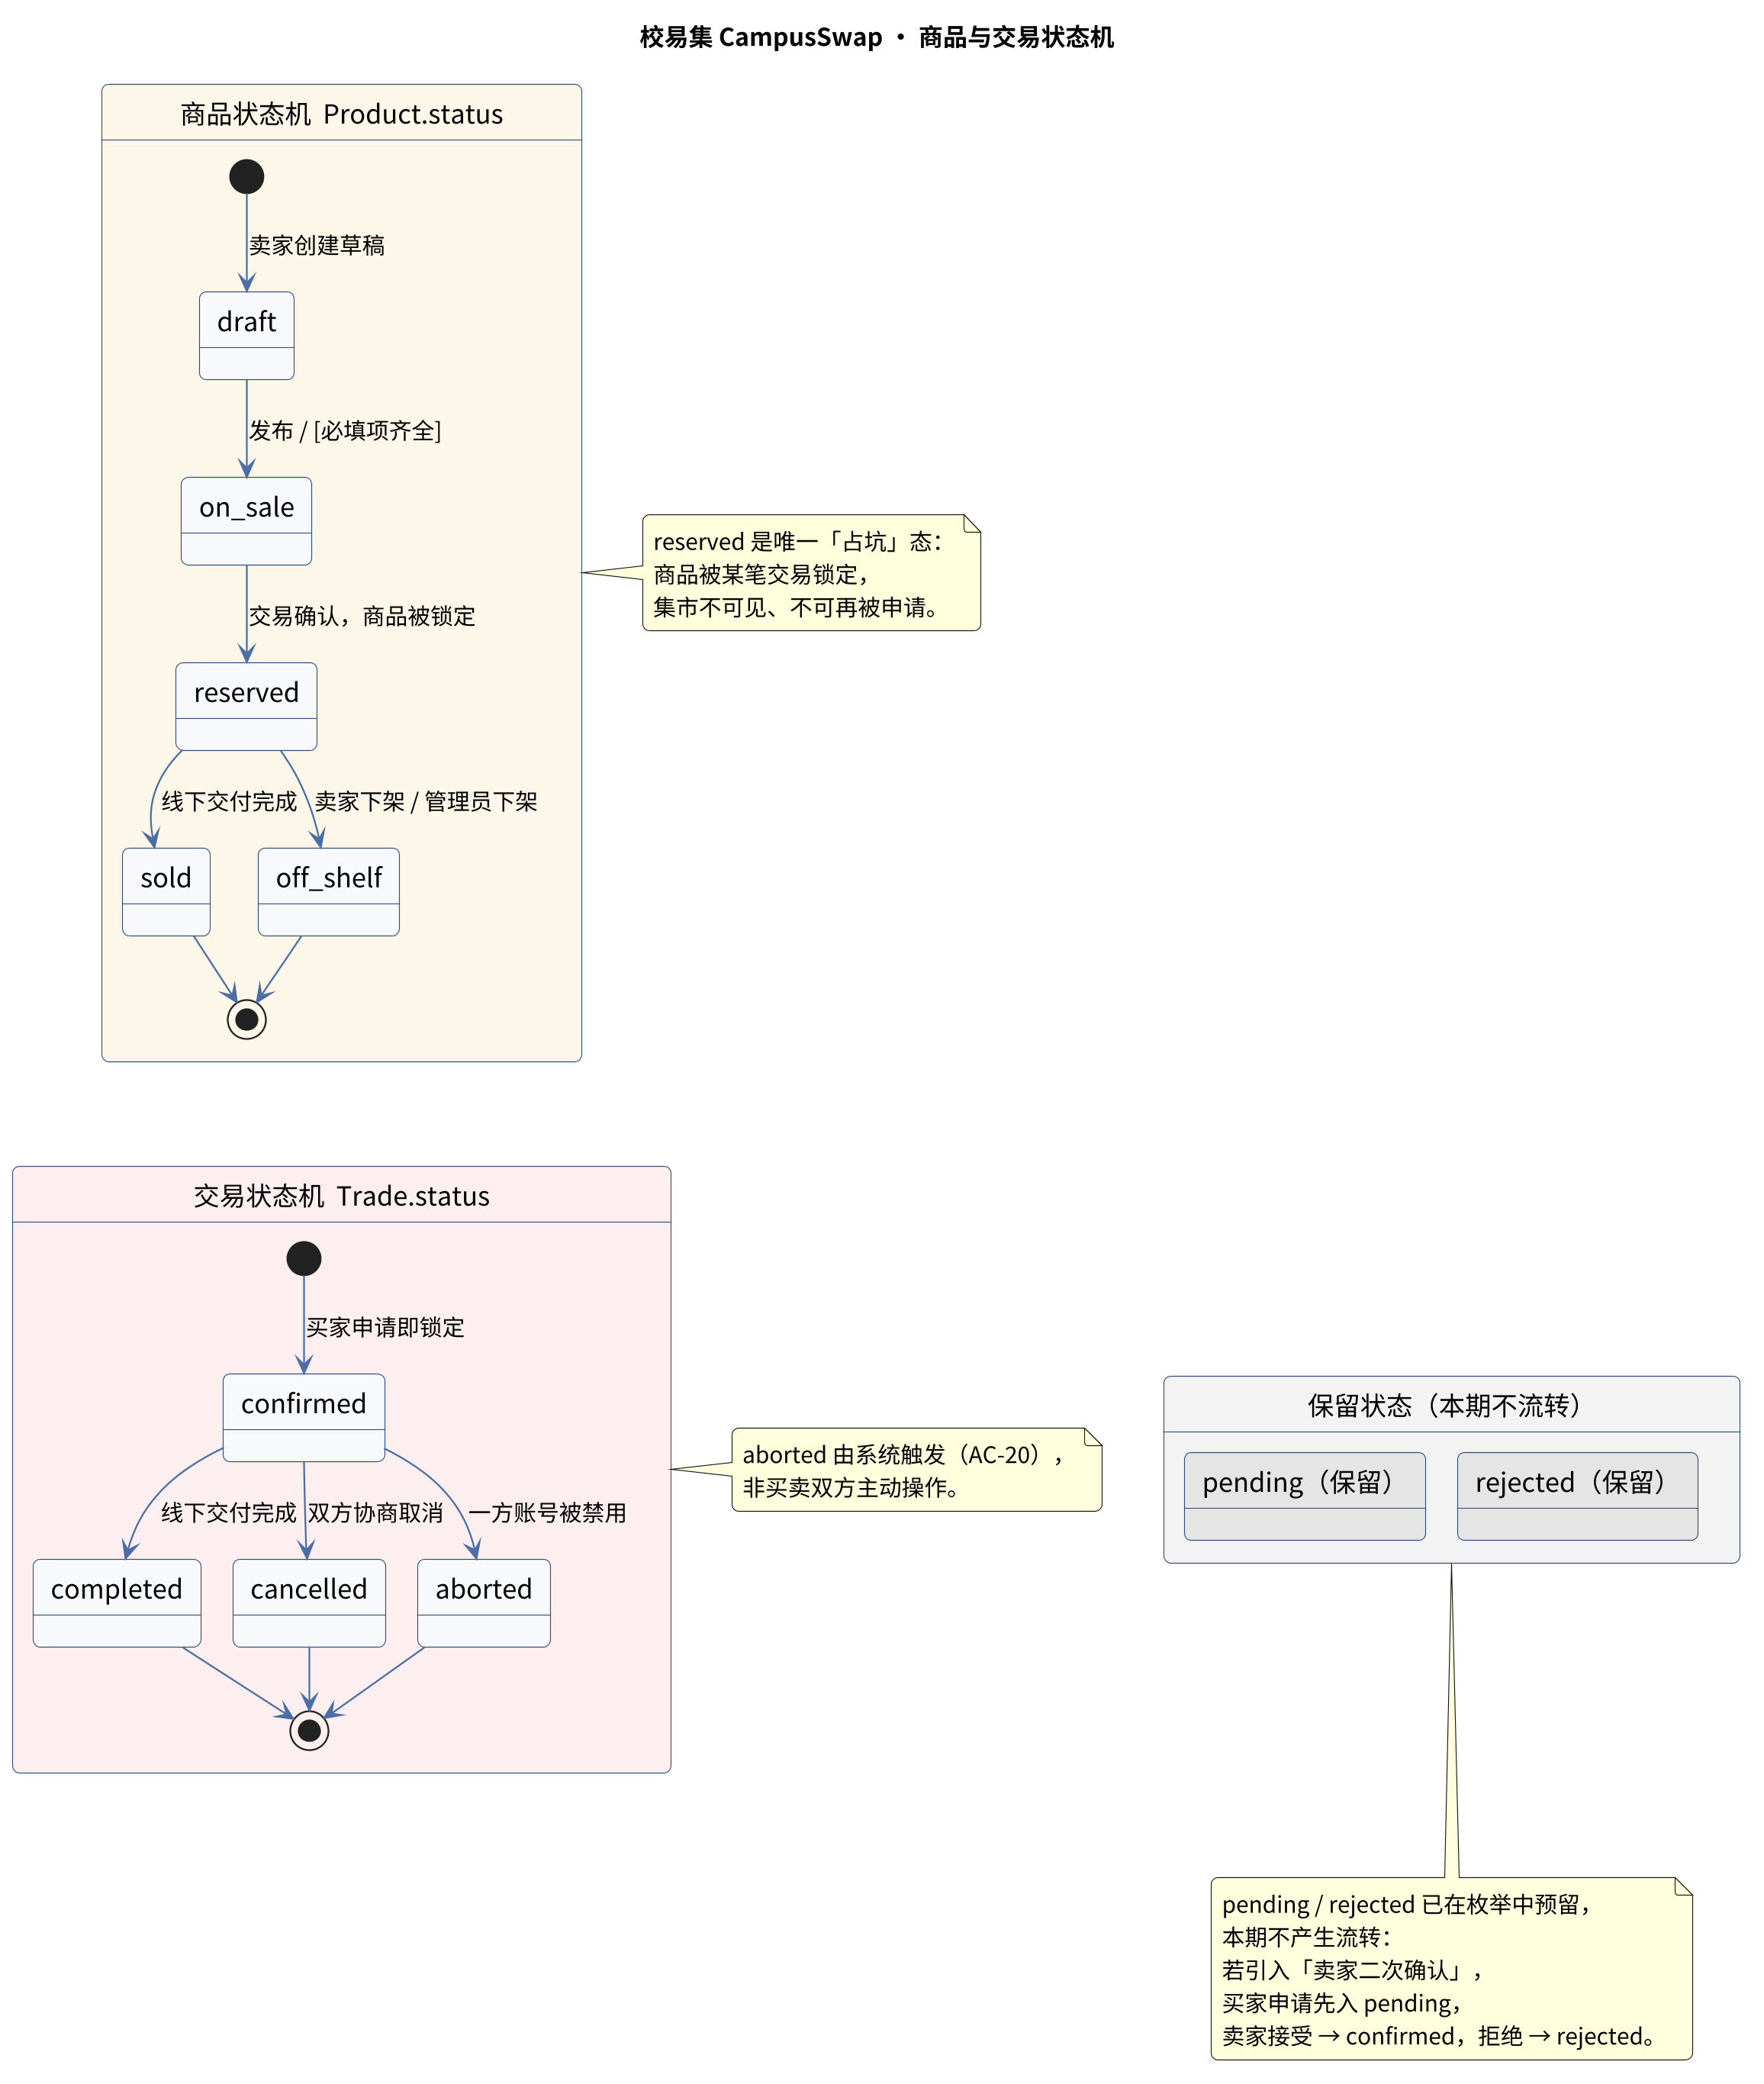 校易集 CampusSwap · 商品与交易状态机
商品状态机 Product.status
卖家创建草稿
draft
发布 / [必填项齐全]
on_sale
交易确认，商品被锁定
reserved
线下交付完成
卖家下架 / 管理员下架
sold
off_shelf
reserved 是唯一「占坑」态：
商品被某笔交易锁定，
集市不可见、不可再被申请。
交易状态机 Trade.status
买家申请即锁定
confirmed
线下交付完成
双方协商取消
一方账号被禁用
completed
cancelled
aborted
aborted 由系统触发（AC-20），
非买卖双方主动操作。
保留状态（本期不流转）
pending（保留）
rejected（保留）
pending / rejected 已在枚举中预留，
本期不产生流转：
若引入「卖家二次确认」，
买家申请先入 pending，
卖家接受 → confirmed，拒绝 → rejected。